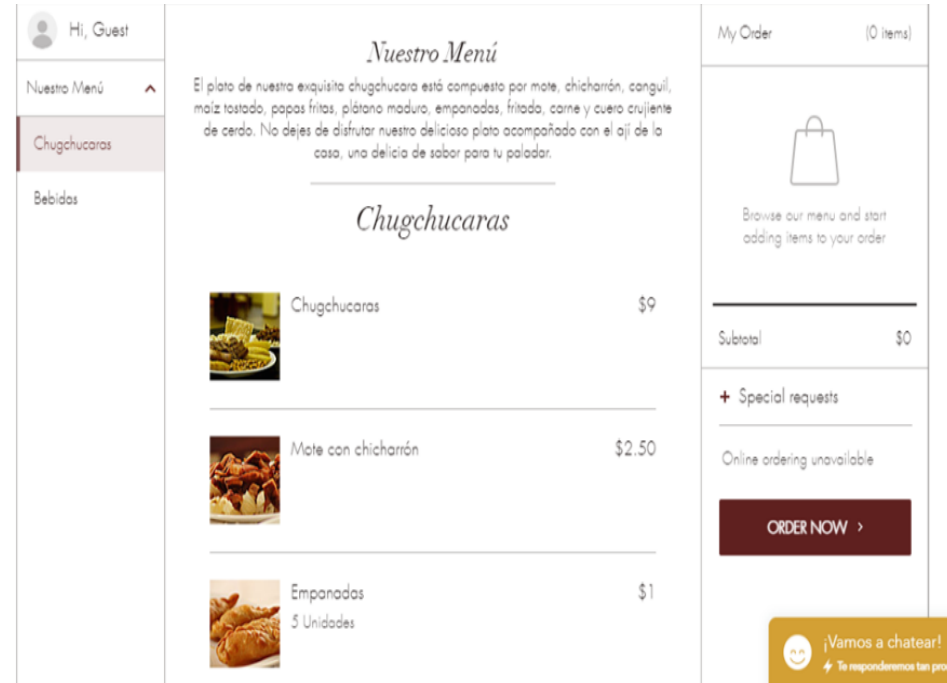 Hi, Guest
Nuestro Menú
Chugchucaras
Bebidas
Nuestro Menú
El plato de nuestra exquisita chugchucara está compuesto por mote, chicharrón, canguil,
maíz tostado, papas fritas, plátano maduro, empanadas, fritada, carne y cuero crujiente
de cerdo. No dejes de disfrutar nuestro delicioso plato acompañado con el ají de la
casa, una delicia de sabor para tu paladar.
Chugchucaras
Chugchucaras $9
Mote con chicharrón $2.50
Empanadas $1
5 Unidades
My Order (0 items)
Browse our menu and start
adding items to your order
Subtotal $0
+ Special requests
Online ordering unavailable
ORDER NOW >
¡Vamos a chatear!
Te responderemos tan